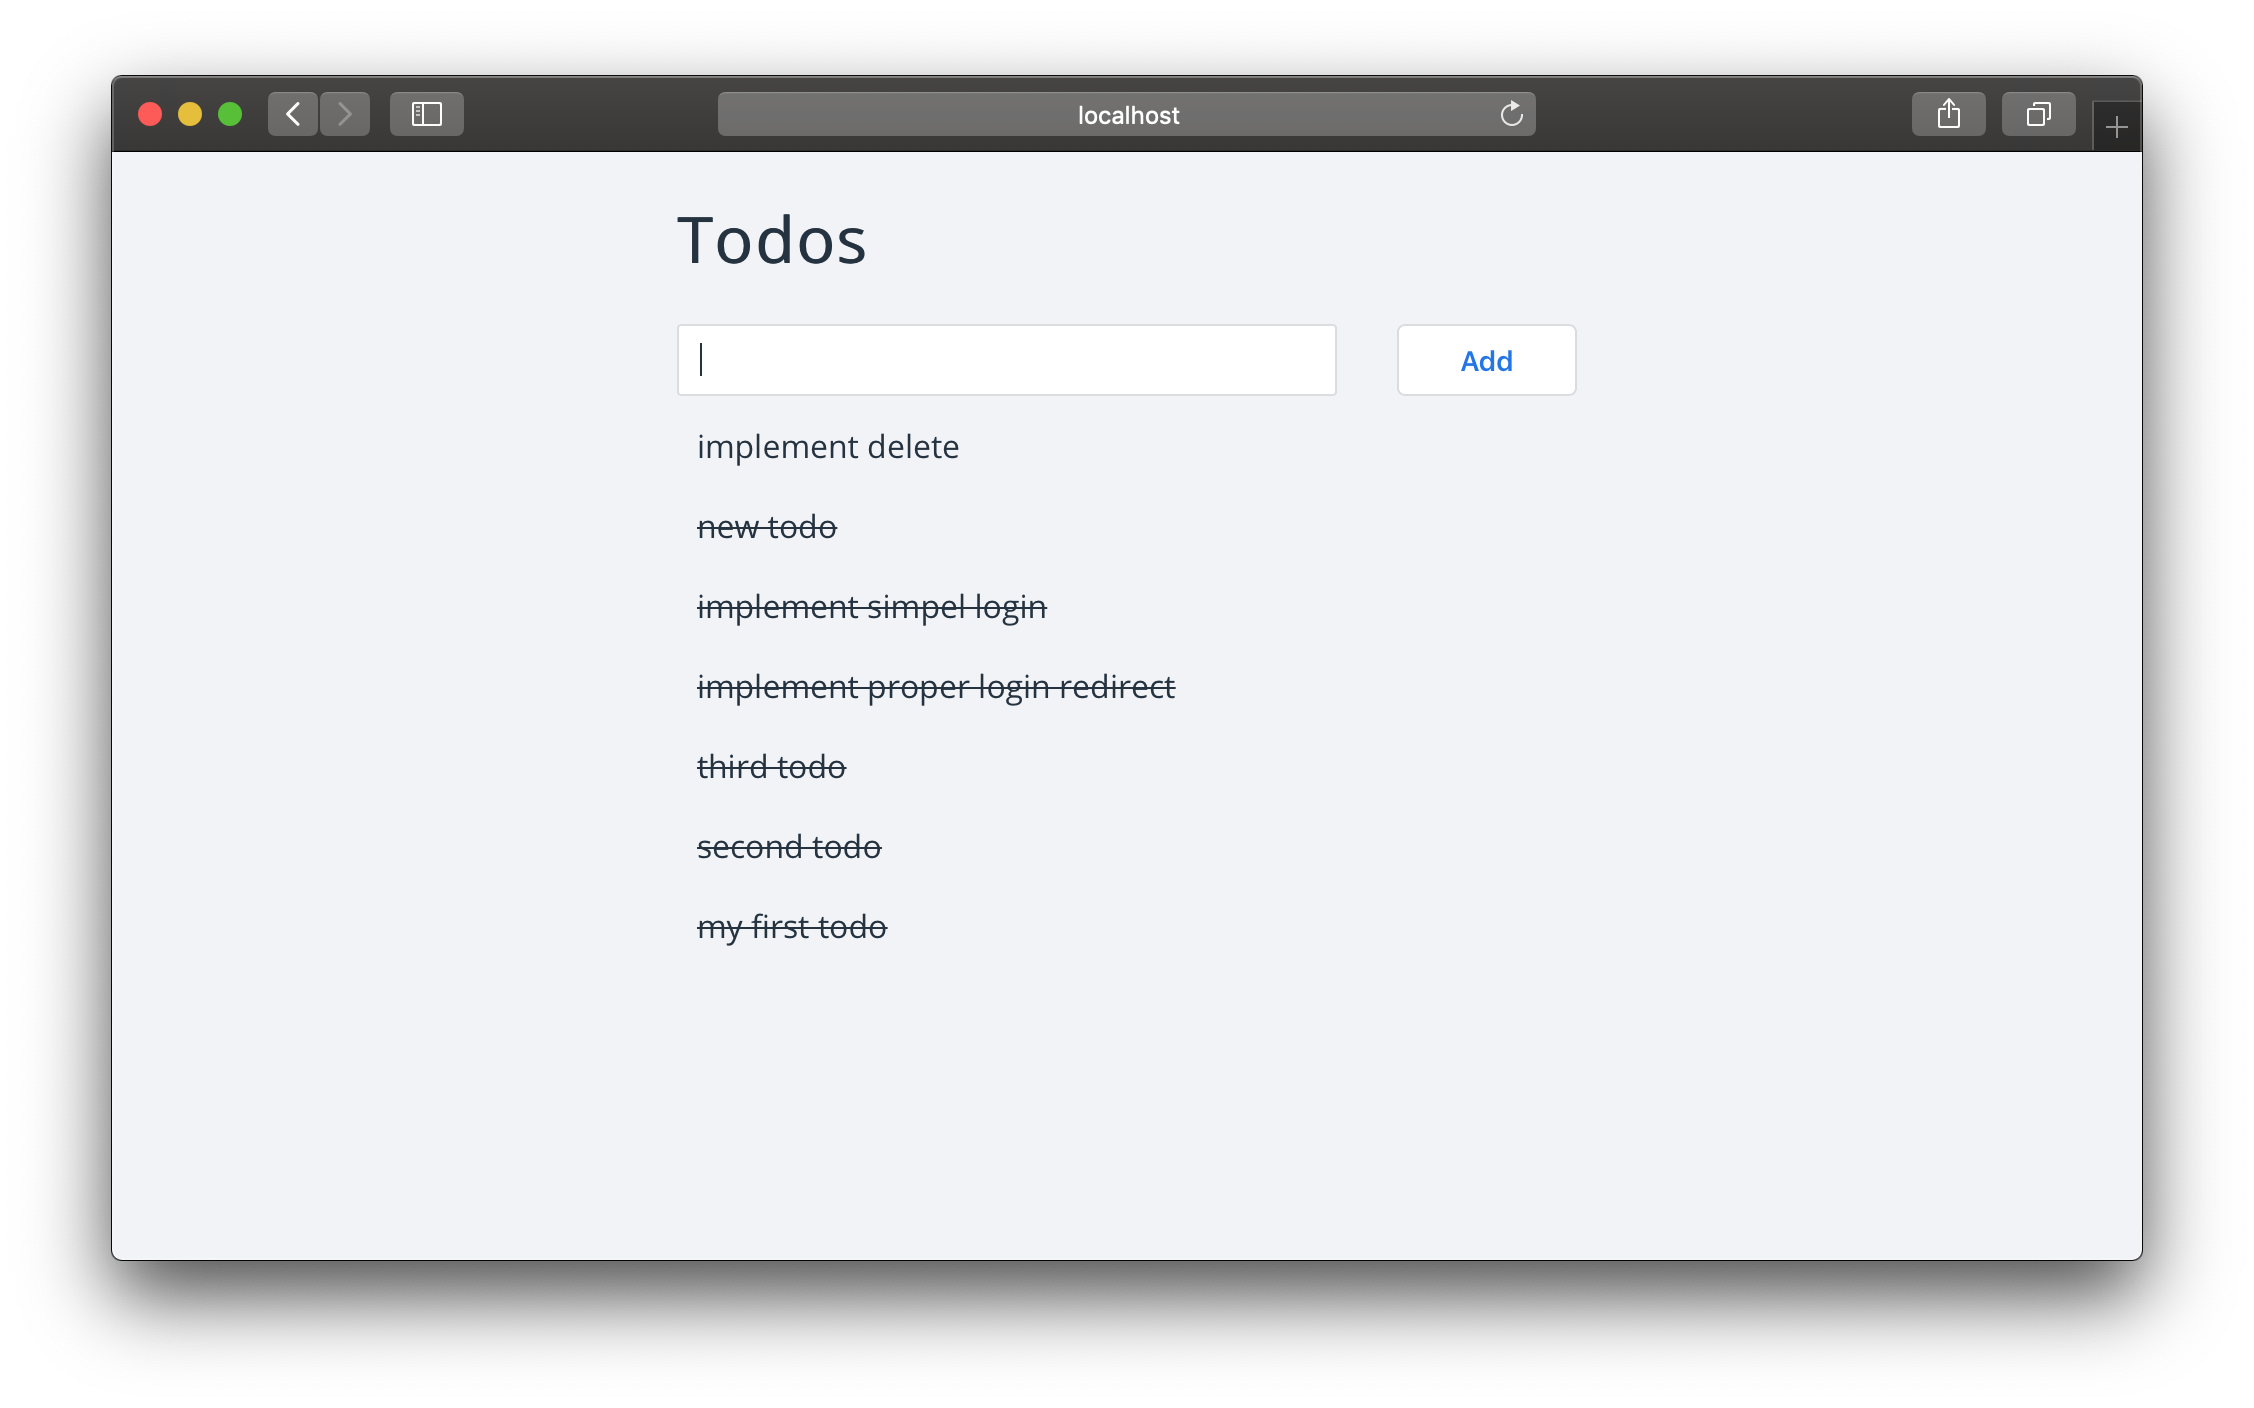 localhost
Todos
Add
implement delete
new todo
implement simpel login
implement proper login redirect
third todo
second todo
my first todo